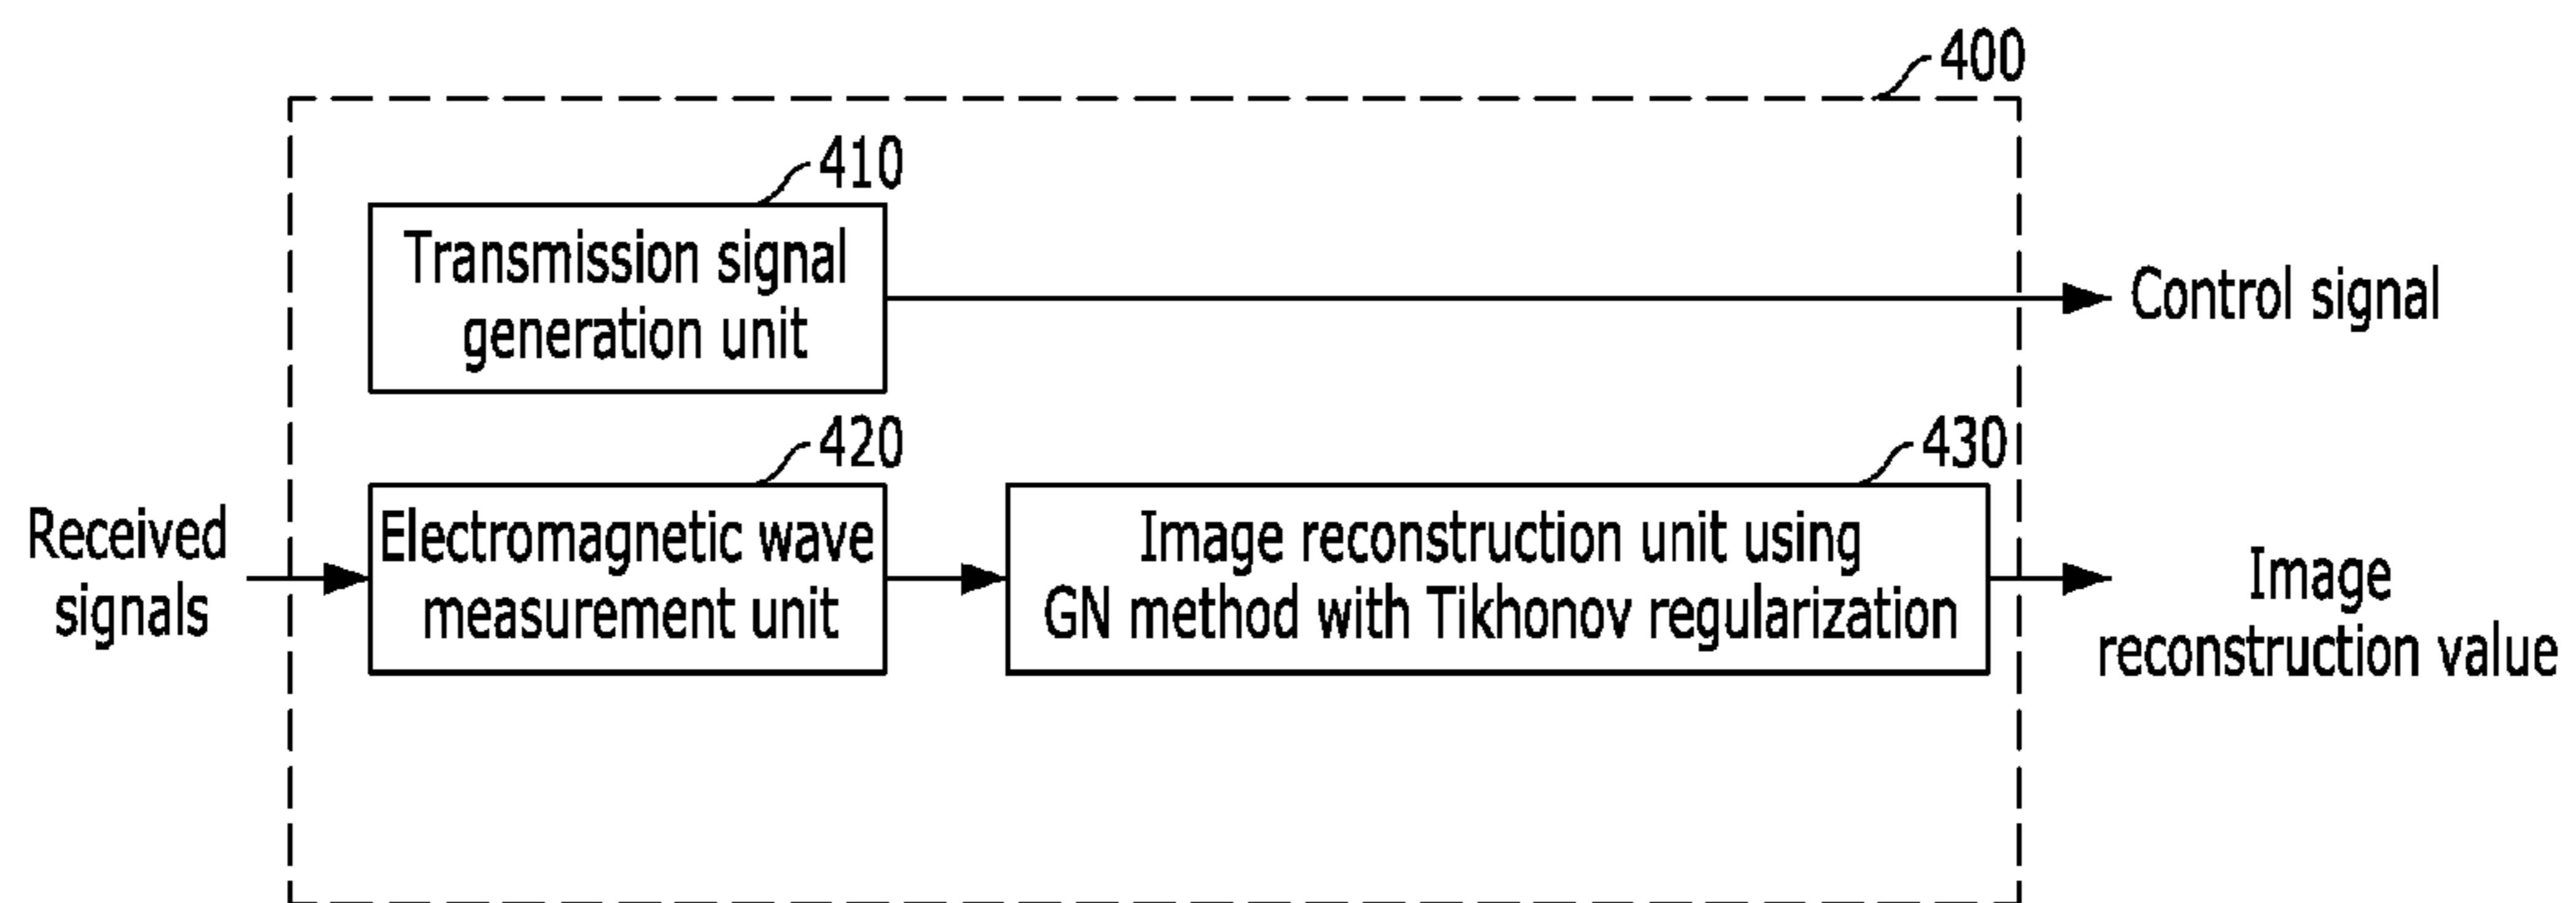 400
410
Transmission signal
generation unit
Control signal
420
430
Received
signals
Electromagnetic wave
measurement unit
Image reconstruction unit using
GN method with Tikhonov regularization
Image
reconstruction value